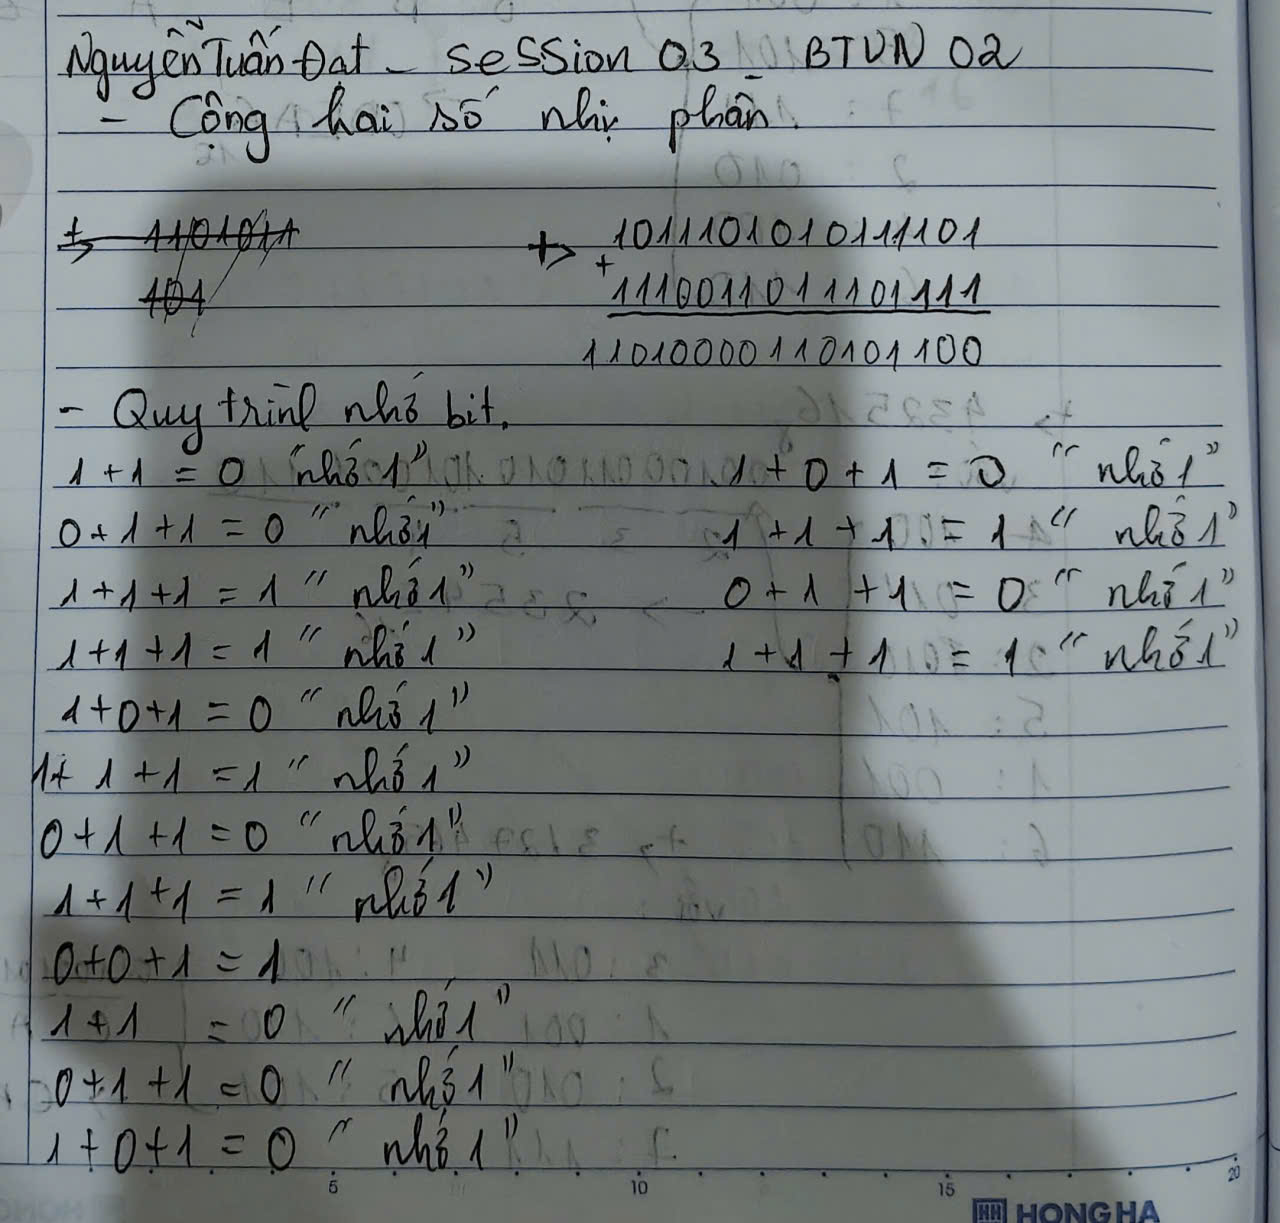 Nguyễn Tuấn Đạt - Session 03 - BTVN 02
- Cộng hai số nhị phân.
+> 1101011
101
+> 1011101010111101
+
1110011011101111
11010000110101100
- Quy trình nhớ bit.
1 + 1 = 0 "nhớ 1"
0 + 1 + 1 = 0 "nhớ 1"
1 + 1 + 1 = 1 "nhớ 1"
1 + 1 + 1 = 1 "nhớ 1"
1 + 0 + 1 = 0 "nhớ 1"
1 + 1 + 1 = 1 "nhớ 1"
0 + 1 + 1 = 0 "nhớ 1"
1 + 1 + 1 = 1 "nhớ 1"
0 + 0 + 1 = 1
1 + 1 = 0 "nhớ 1"
0 + 1 + 1 = 0 "nhớ 1"
1 + 0 + 1 = 0 "nhớ 1"
1 + 0 + 1 = 0 "nhớ 1"
1 + 1 + 1 = 1 "nhớ 1"
0 + 1 + 1 = 0 "nhớ 1"
1 + 1 + 1 = 1 "nhớ 1"
5 10 15 20
HH HONG HA